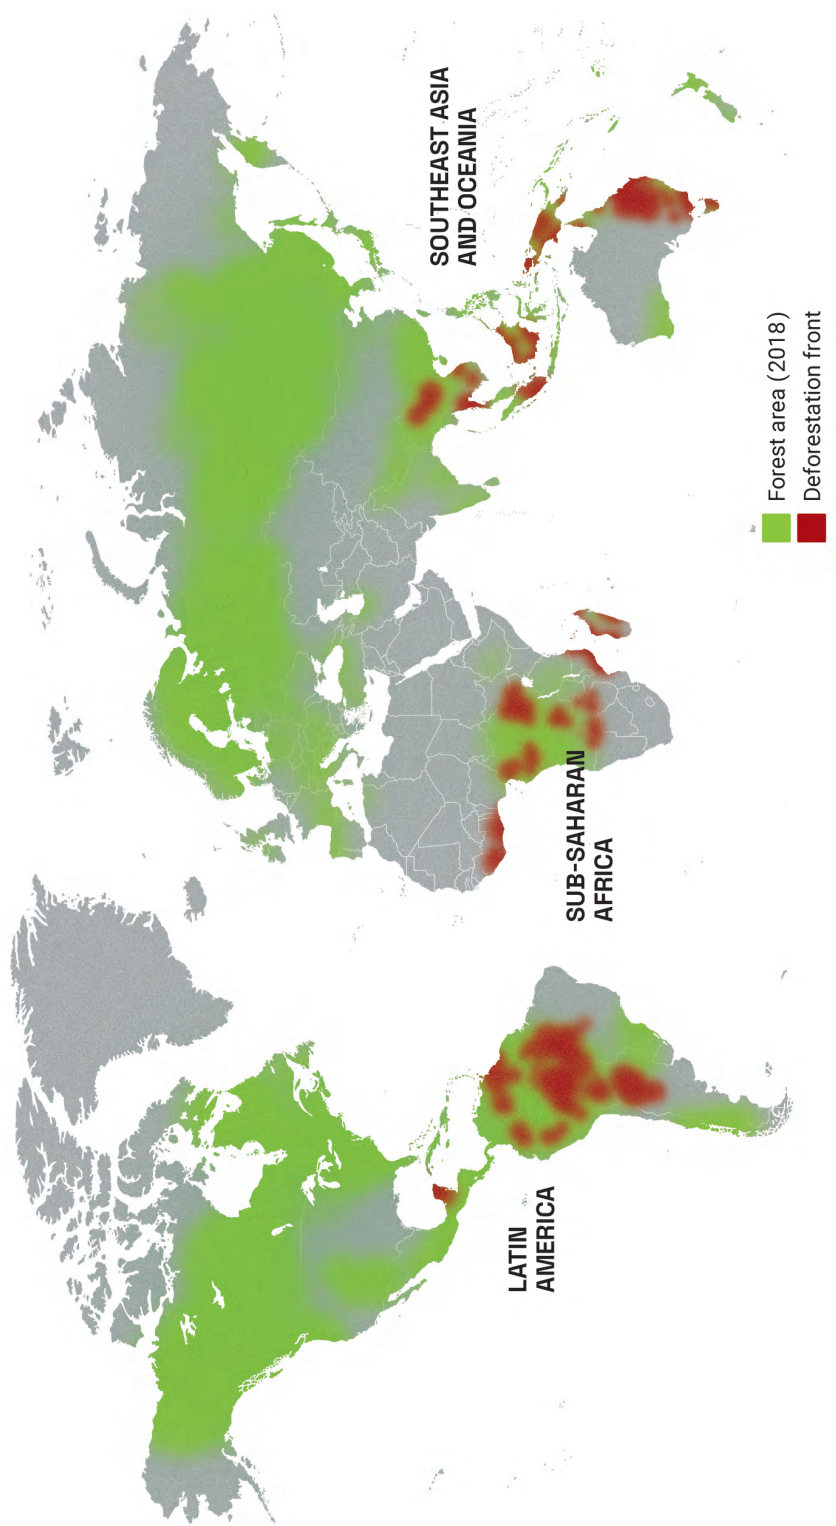 SOUTHEAST ASIA
AND OCEANIA
SUB-SAHARAN
AFRICA
LATIN
AMERICA
Forest area (2018)
Deforestation front